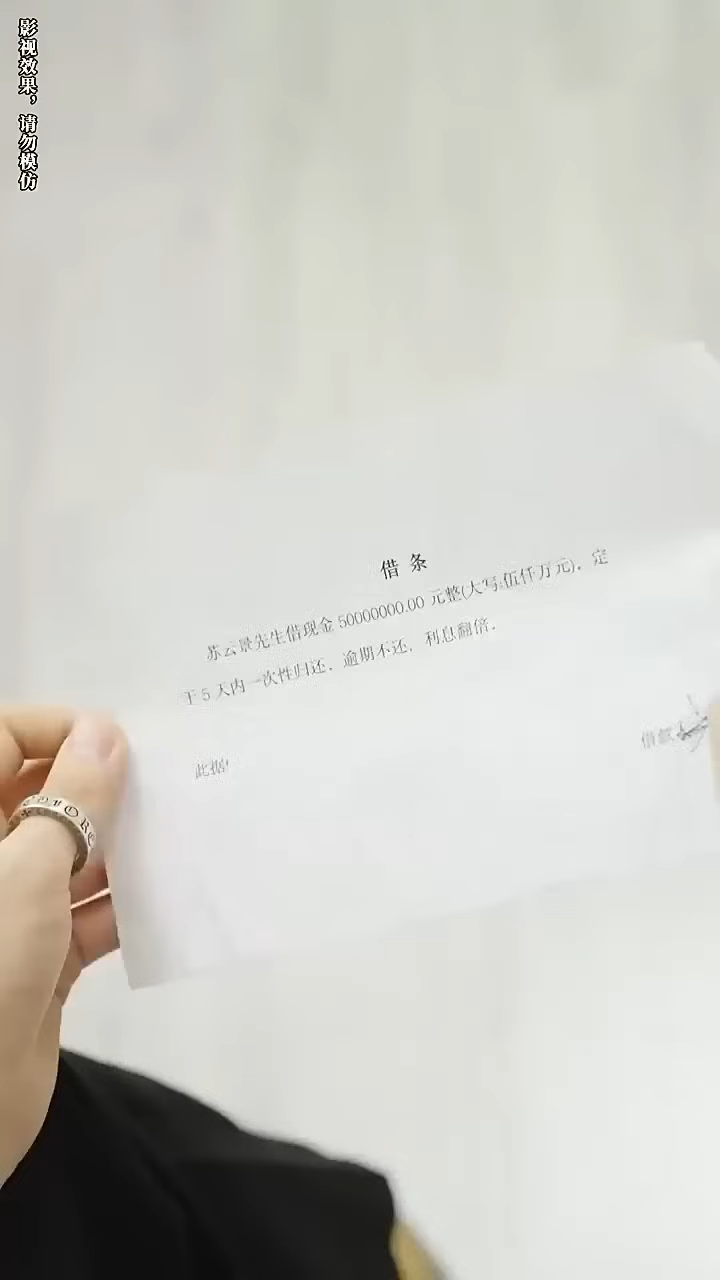 影视效果，请勿模仿
借条
苏云景先生借现金 50000000.00 元整(大写:伍仟万元)，定
于 5 天内一次性归还，逾期不还，利息翻倍。
此据!